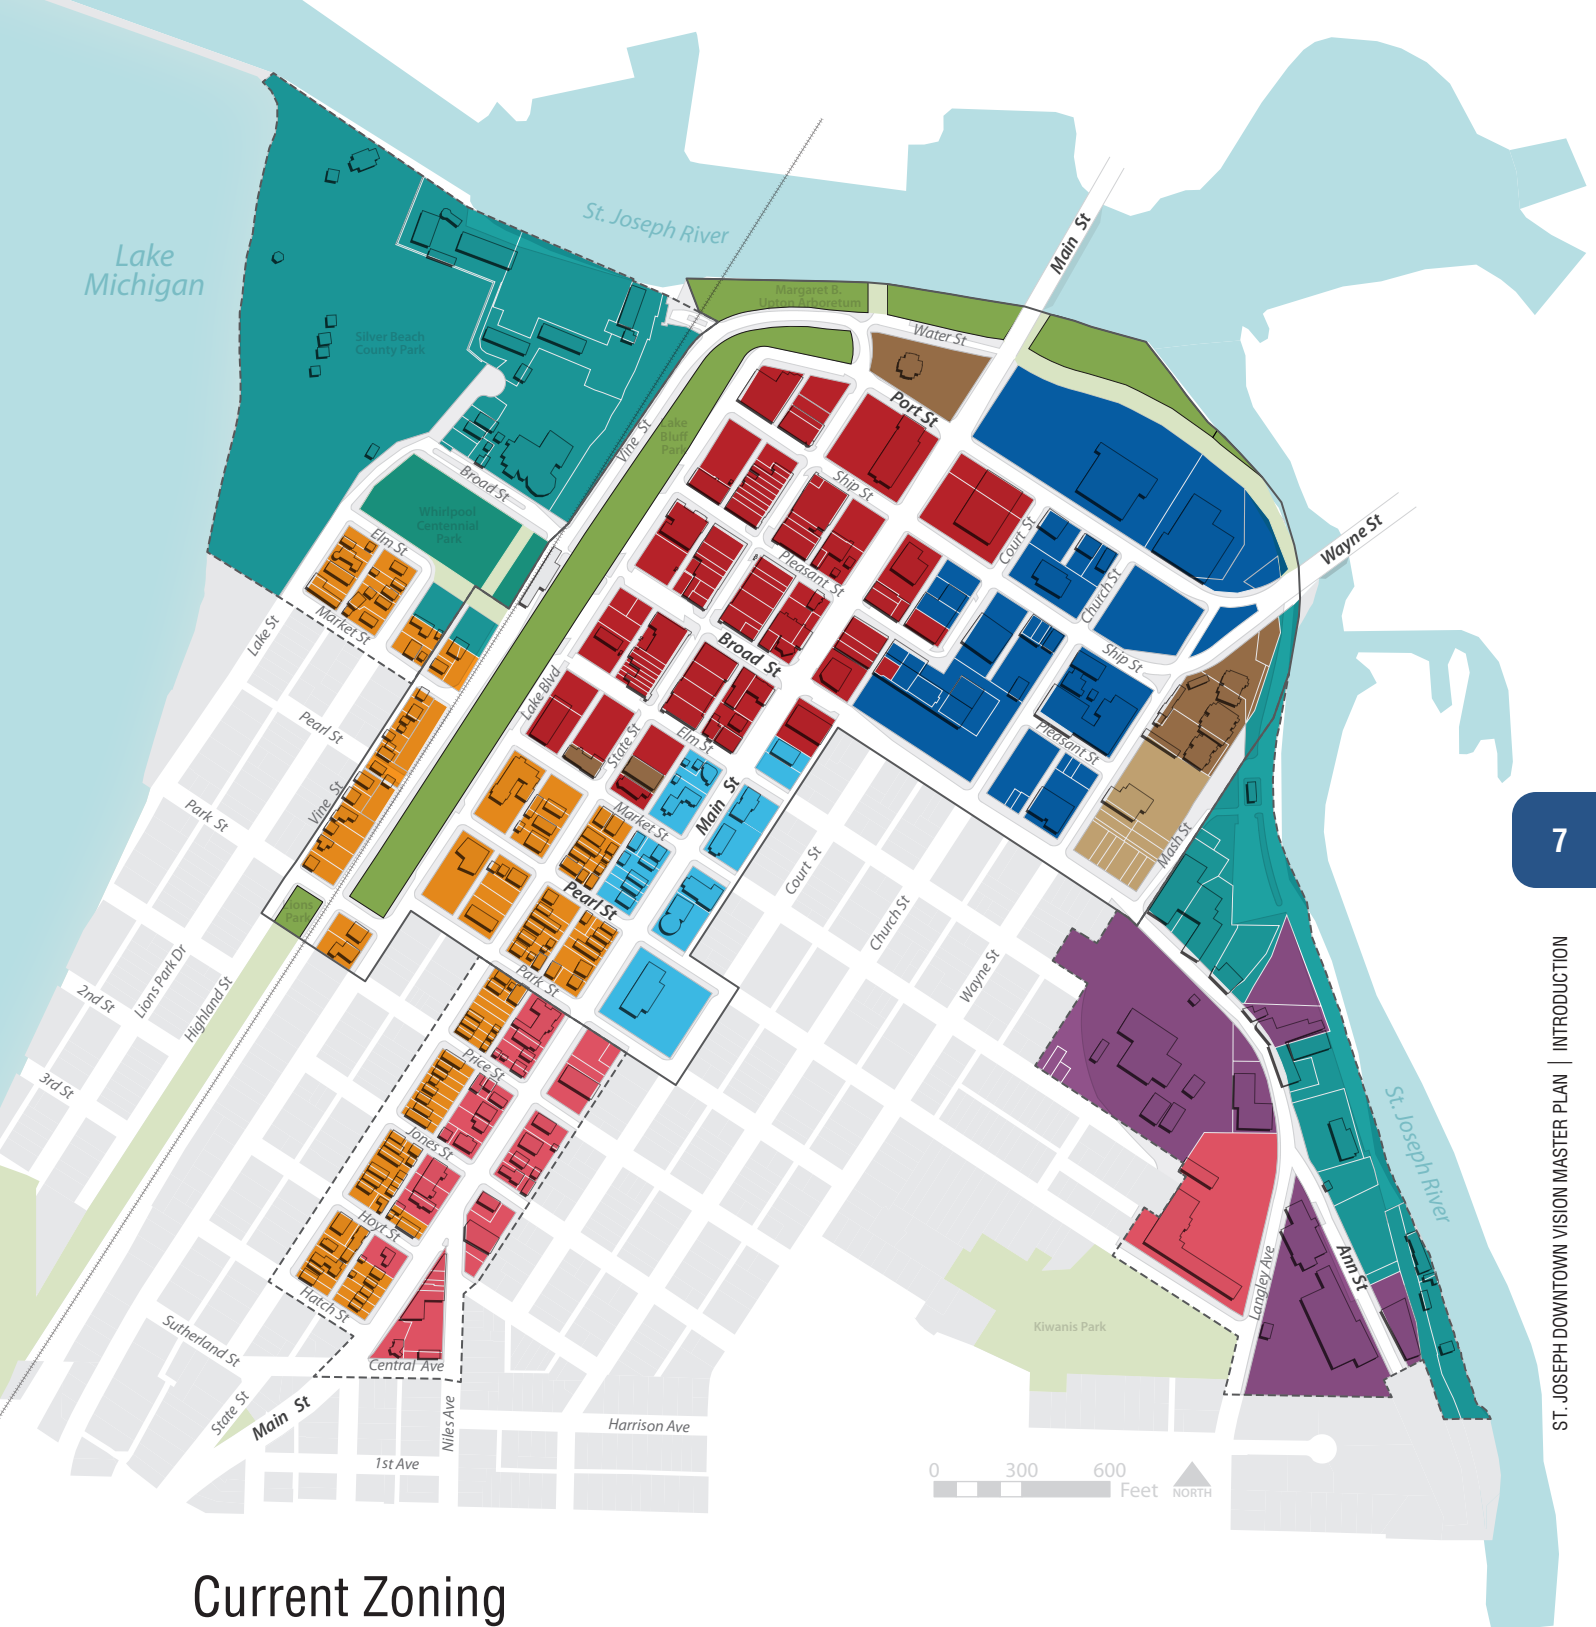 St. Joseph River
Main St
Lake
Michigan
Margaret B.
Upton Arboretum
Water St
Silver Beach
County Park
Port St
Lake
Bluff
Park
Vine St
Broad St
Ship St
Whirlpool
Centennial
Park
Court St
Wayne St
Elm St
Pleasant St
Church St
Market St
Lake St
Broad St
Ship St
Lake Blvd
Pearl St
State St
Elm St
Pleasant St
Main St
Vine St
Park St
Market St
Mash St
7
Court St
Pearl St
Lions
Park
Church St
Lions Park Dr
Highland St
2nd St
Park St
Wayne St
3rd St
Price St
St. Joseph River
Jones St
Hoyt St
Hatch St
Langley Ave
Ann St
Kiwanis Park
Sutherland St
Central Ave
State St
Main St
Niles Ave
Harrison Ave
1st Ave
0 300 600
Feet
NORTH
ST. JOSEPH DOWNTOWN VISION MASTER PLAN | INTRODUCTION
Current Zoning